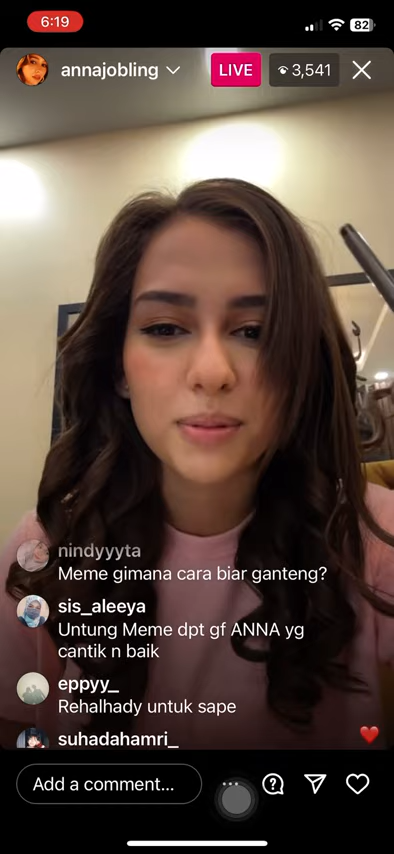 6:19
82
annajobling
LIVE
3,541
nindyyyta
Meme gimana cara biar ganteng?
sis_aleeya
Untung Meme dpt gf ANNA yg
cantik n baik
eppyy_
Rehalhady untuk sape
suhadahamri_
Add a comment...